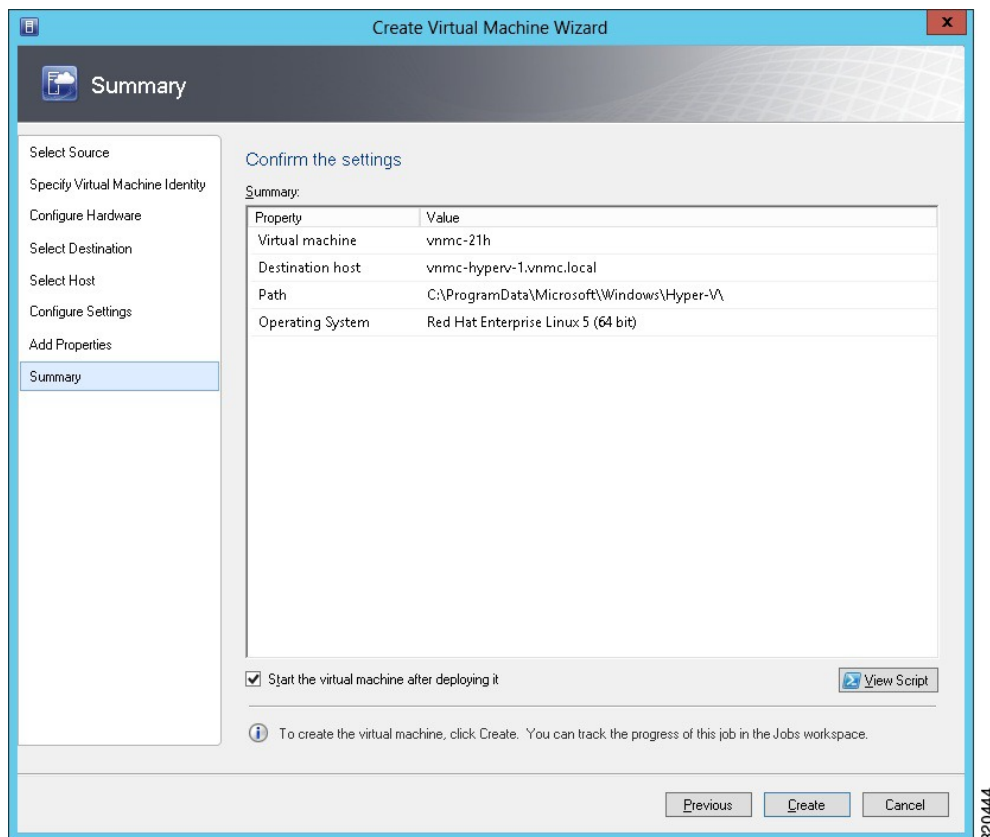 Create Virtual Machine Wizard
x
Summary
Select Source
Specify Virtual Machine Identity
Configure Hardware
Select Destination
Select Host
Configure Settings
Add Properties
Summary
Confirm the settings
Summary:
Property Value
Virtual machine vnmc-21h
Destination host vnmc-hyperv-1.vnmc.local
Path C:\ProgramData\Microsoft\Windows\Hyper-V\
Operating System Red Hat Enterprise Linux 5 (64 bit)
Start the virtual machine after deploying it
View Script
To create the virtual machine, click Create. You can track the progress of this job in the Jobs workspace.
Previous Create Cancel